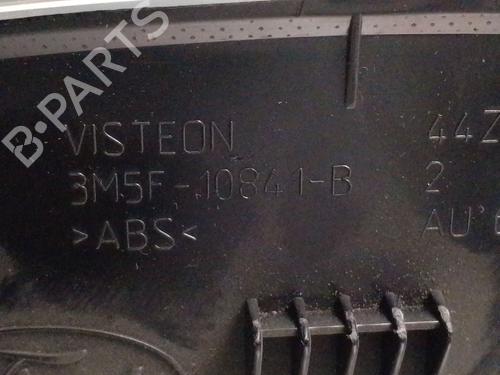 B-PARTS
VISTEON
3M5F-10841-B
>ABS<
44Z
2